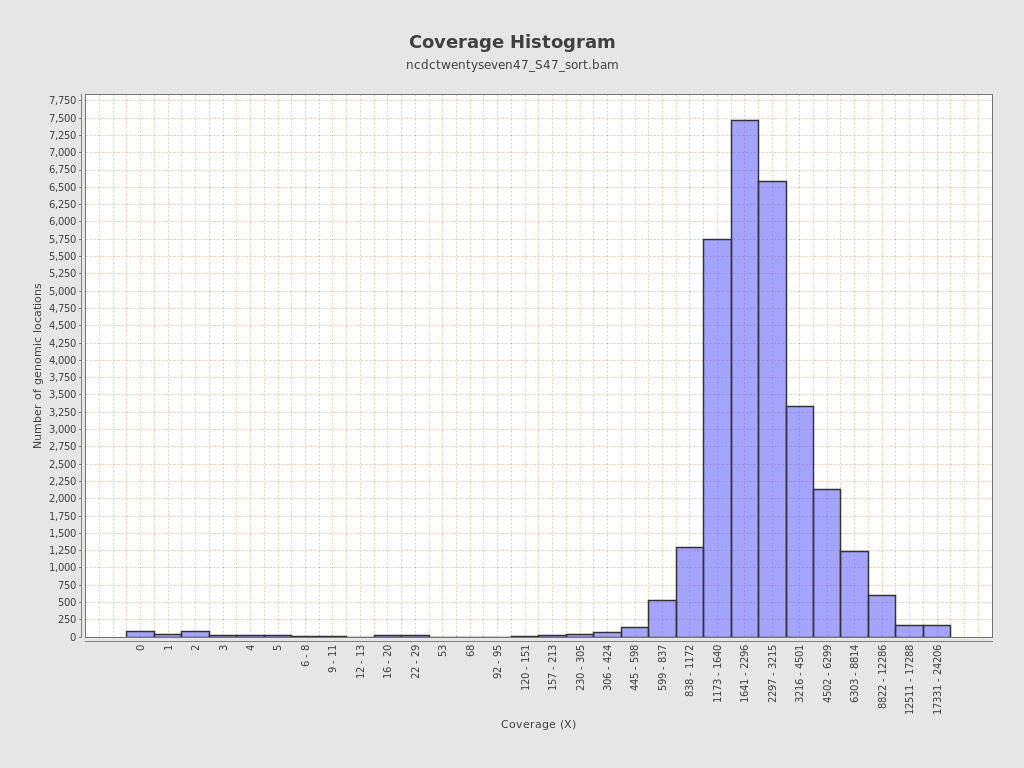 Coverage Histogram
ncdctwentyseven47_S47_sort.bam
7,750
7,500
7,250
7,000
6,750
6,500
6,250
6,000
5,750
5,500
5,250
5,000
4,750
4,500
4,250
4,000
3,750
3,500
3,250
3,000
2,750
2,500
2,250
2,000
1,750
1,500
1,250
1,000
750
500
250
0
Number of genomic locations
0
1
2
3
4
5
6 - 8
9 - 11
12 - 13
16 - 20
22 - 29
53
68
92 - 95
120 - 151
157 - 213
230 - 305
306 - 424
445 - 598
599 - 837
838 - 1172
1173 - 1640
1641 - 2296
2297 - 3215
3216 - 4501
4502 - 6299
6303 - 8814
8822 - 12286
12511 - 17288
17331 - 24206
Coverage (X)